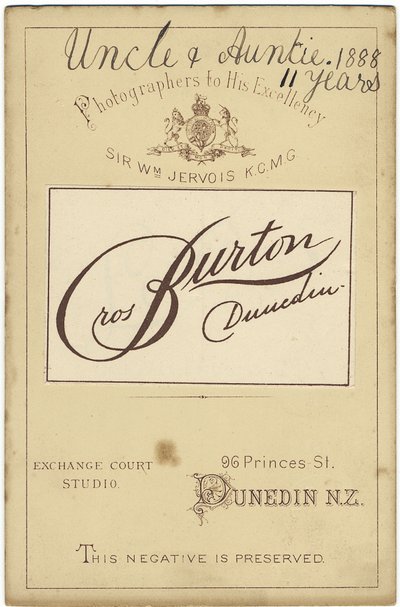 Uncle & Auntie. 1888
11 Years
Photographers to His Excellency
SIR WM JERVOIS K.C.M.G
Burton
Bros
Dunedin.
EXCHANGE COURT
STUDIO.
96 Princes St.
DUNEDIN N.Z.
THIS NEGATIVE IS PRESERVED.